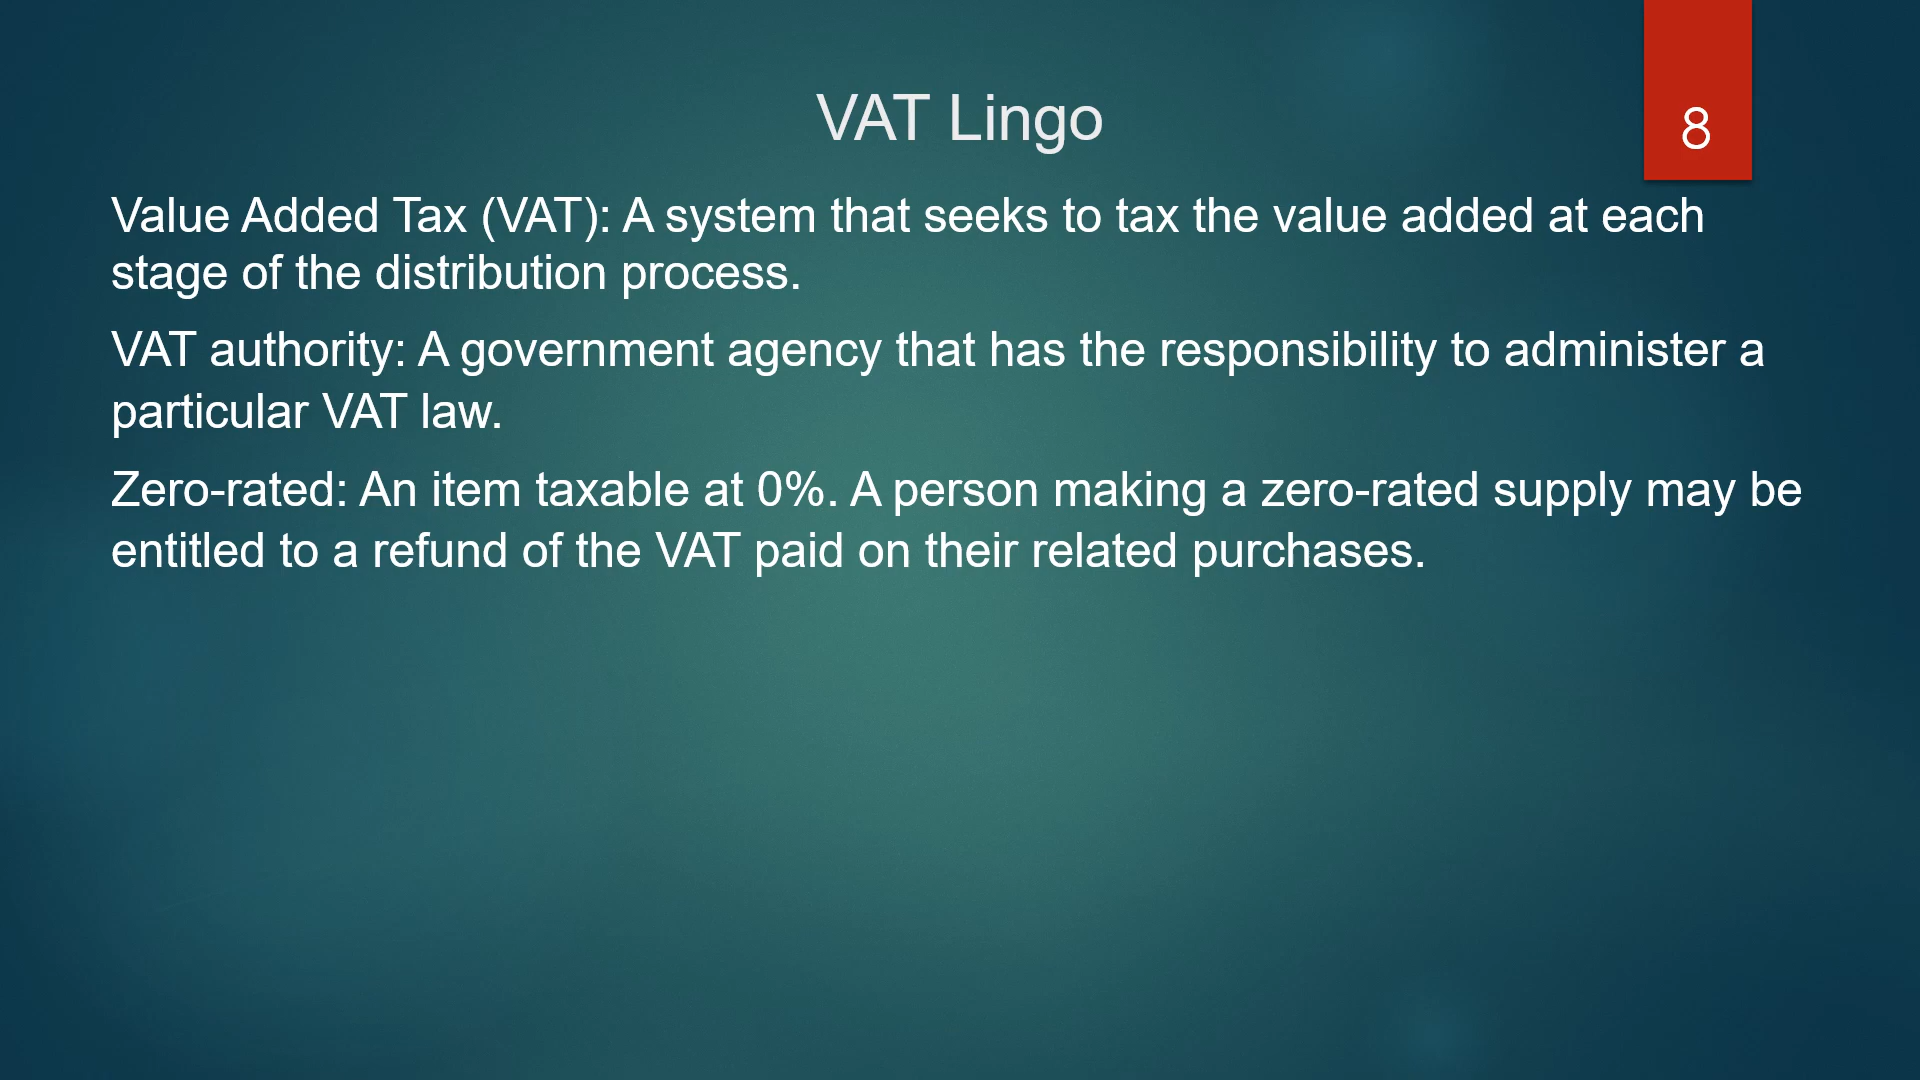 VAT Lingo
8
Value Added Tax (VAT): A system that seeks to tax the value added at each
stage of the distribution process.
VAT authority: A government agency that has the responsibility to administer a
particular VAT law.
Zero-rated: An item taxable at 0%. A person making a zero-rated supply may be
entitled to a refund of the VAT paid on their related purchases.